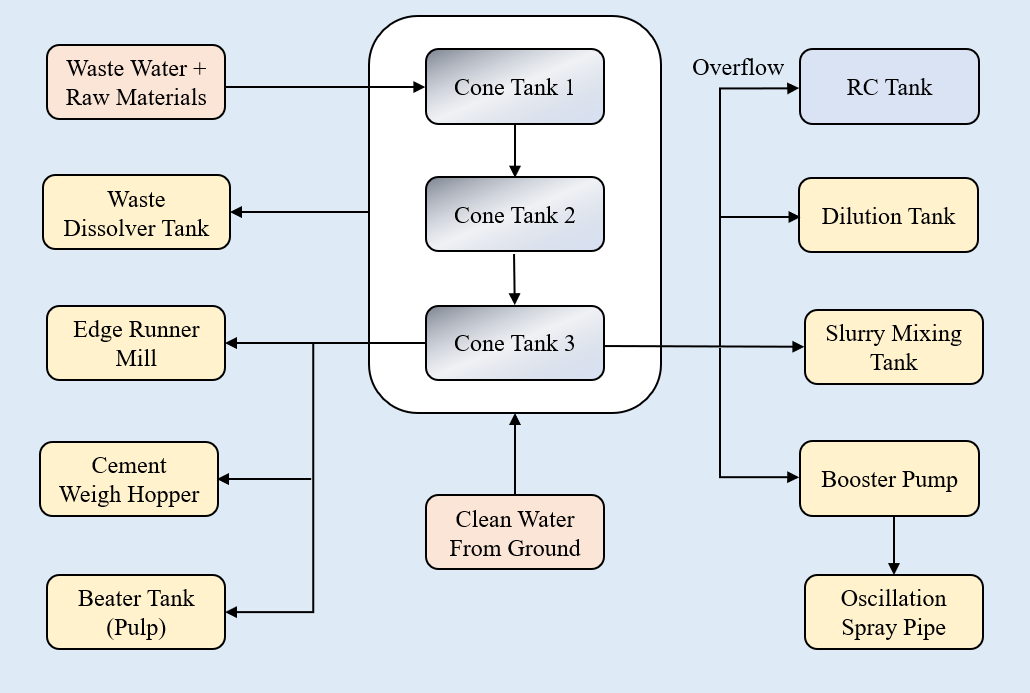 Waste Water +
Raw Materials
Cone Tank 1
Overflow
RC Tank
Waste
Dissolver Tank
Cone Tank 2
Dilution Tank
Edge Runner
Mill
Cone Tank 3
Slurry Mixing
Tank
Cement
Weigh Hopper
Clean Water
From Ground
Booster Pump
Beater Tank
(Pulp)
Oscillation
Spray Pipe